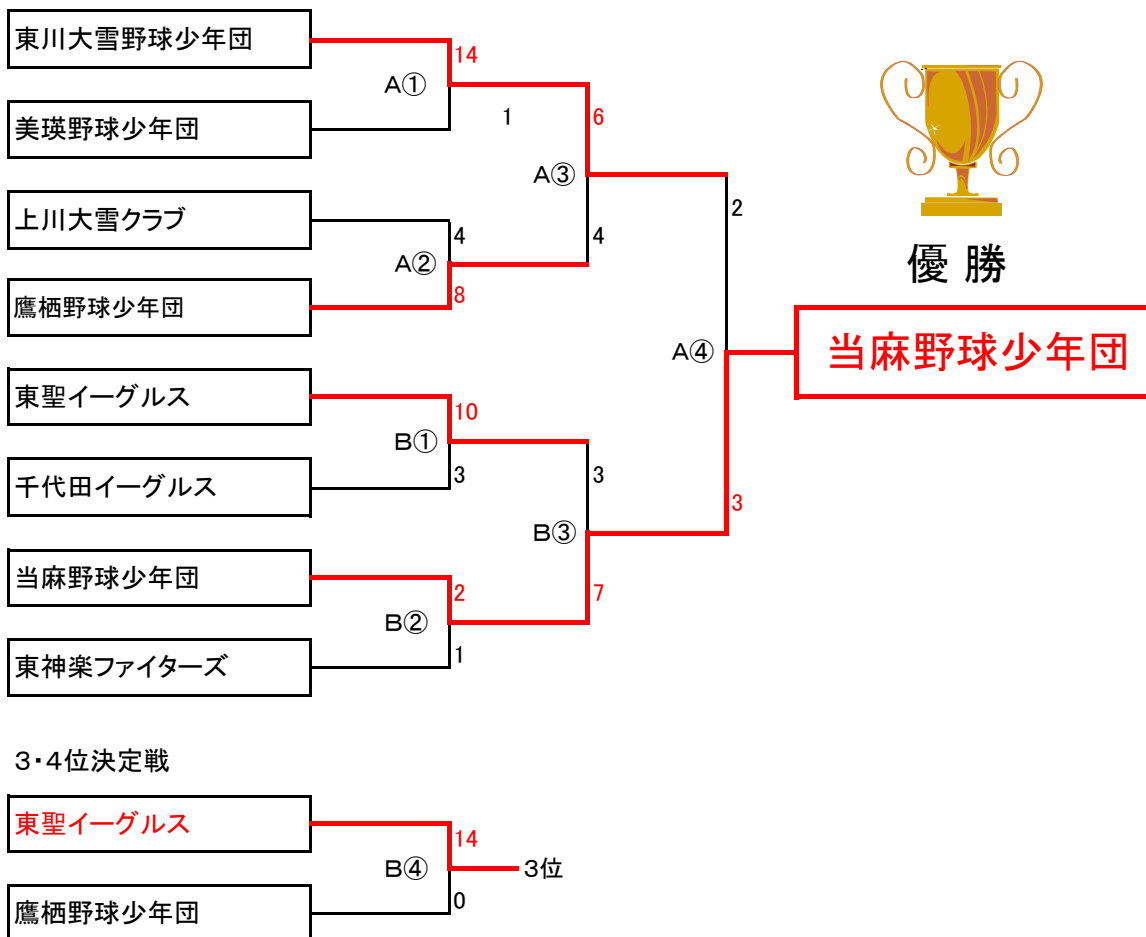 東川大雪野球少年団
14
A①
美瑛野球少年団
1
6
A③
上川大雪クラブ
4
4
2
A②
鷹栖野球少年団
8
優 勝
当麻野球少年団
A④
東聖イーグルス
10
B①
千代田イーグルス
3
3
3
B③
当麻野球少年団
2
7
B②
東神楽ファイターズ
1
3・4位決定戦
東聖イーグルス
14
B④
3位
鷹栖野球少年団
0